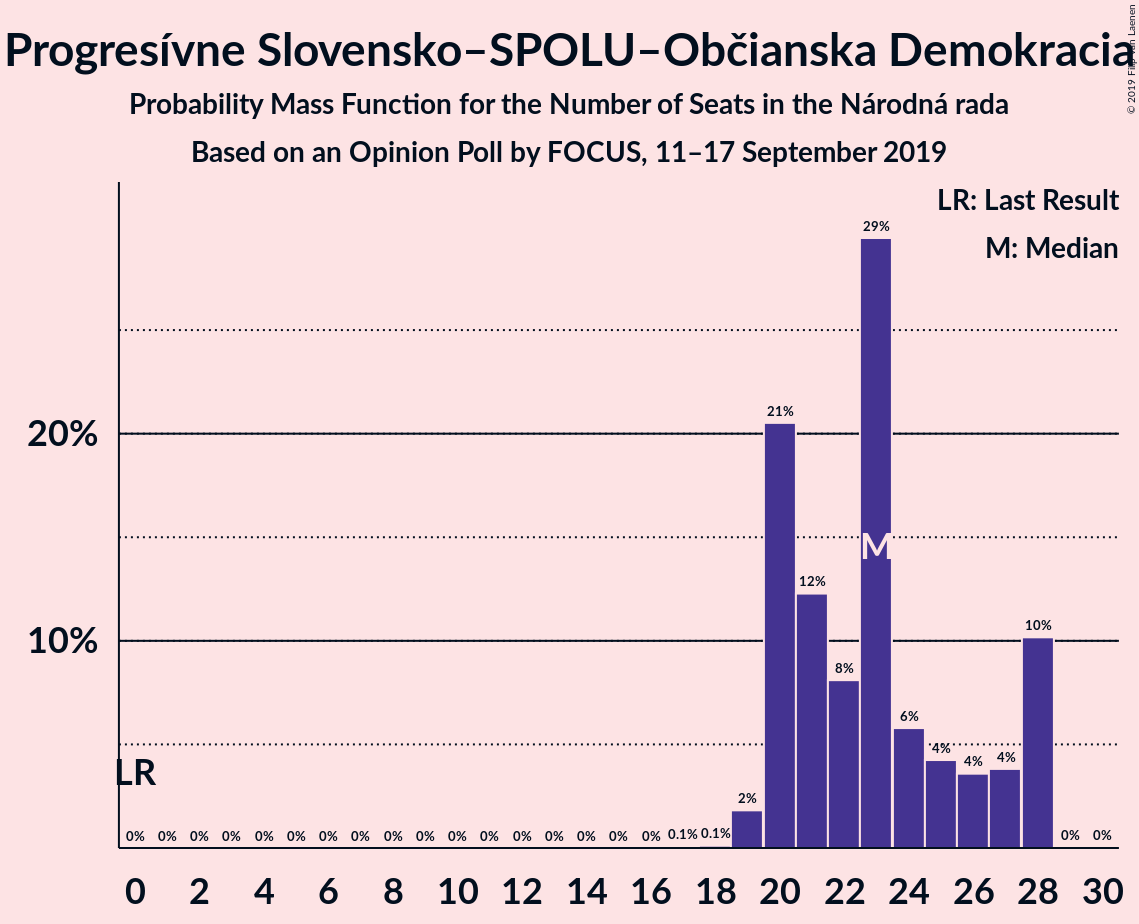 Progresívne Slovensko–SPOLU–Občianska Demokracia
© 2019 Filip van Laenen
Probability Mass Function for the Number of Seats in the Národná rada
Based on an Opinion Poll by FOCUS, 11–17 September 2019
LR: Last Result
M: Median
29%
21%
20%
M
12%
10%
10%
8%
6%
4%
4%
4%
LR
2%
0% 0% 0% 0% 0% 0% 0% 0% 0% 0% 0% 0% 0% 0% 0% 0% 0% 0.1% 0.1% 0% 0%
0 2 4 6 8 10 12 14 16 18 20 22 24 26 28 30